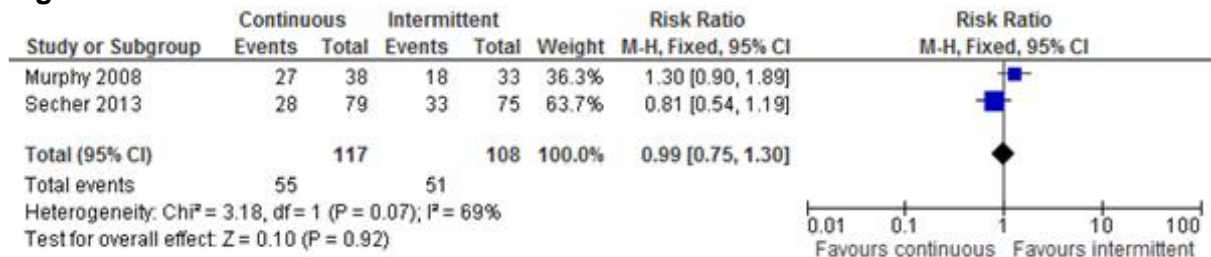 Continuous Intermittent Risk Ratio Risk Ratio
Study or Subgroup Events Total Events Total Weight M-H, Fixed, 95% CI M-H, Fixed, 95% CI
Murphy 2008 27 38 18 33 36.3% 1.30 [0.90, 1.89]
Secher 2013 28 79 33 75 63.7% 0.81 [0.54, 1.19]
Total (95% CI) 117 108 100.0% 0.99 [0.75, 1.30]
Total events 55 51
Heterogeneity: Chi² = 3.18, df = 1 (P = 0.07); I² = 69%
Test for overall effect: Z = 0.10 (P = 0.92)
0.01 0.1 1 10 100
Favours continuous Favours intermittent